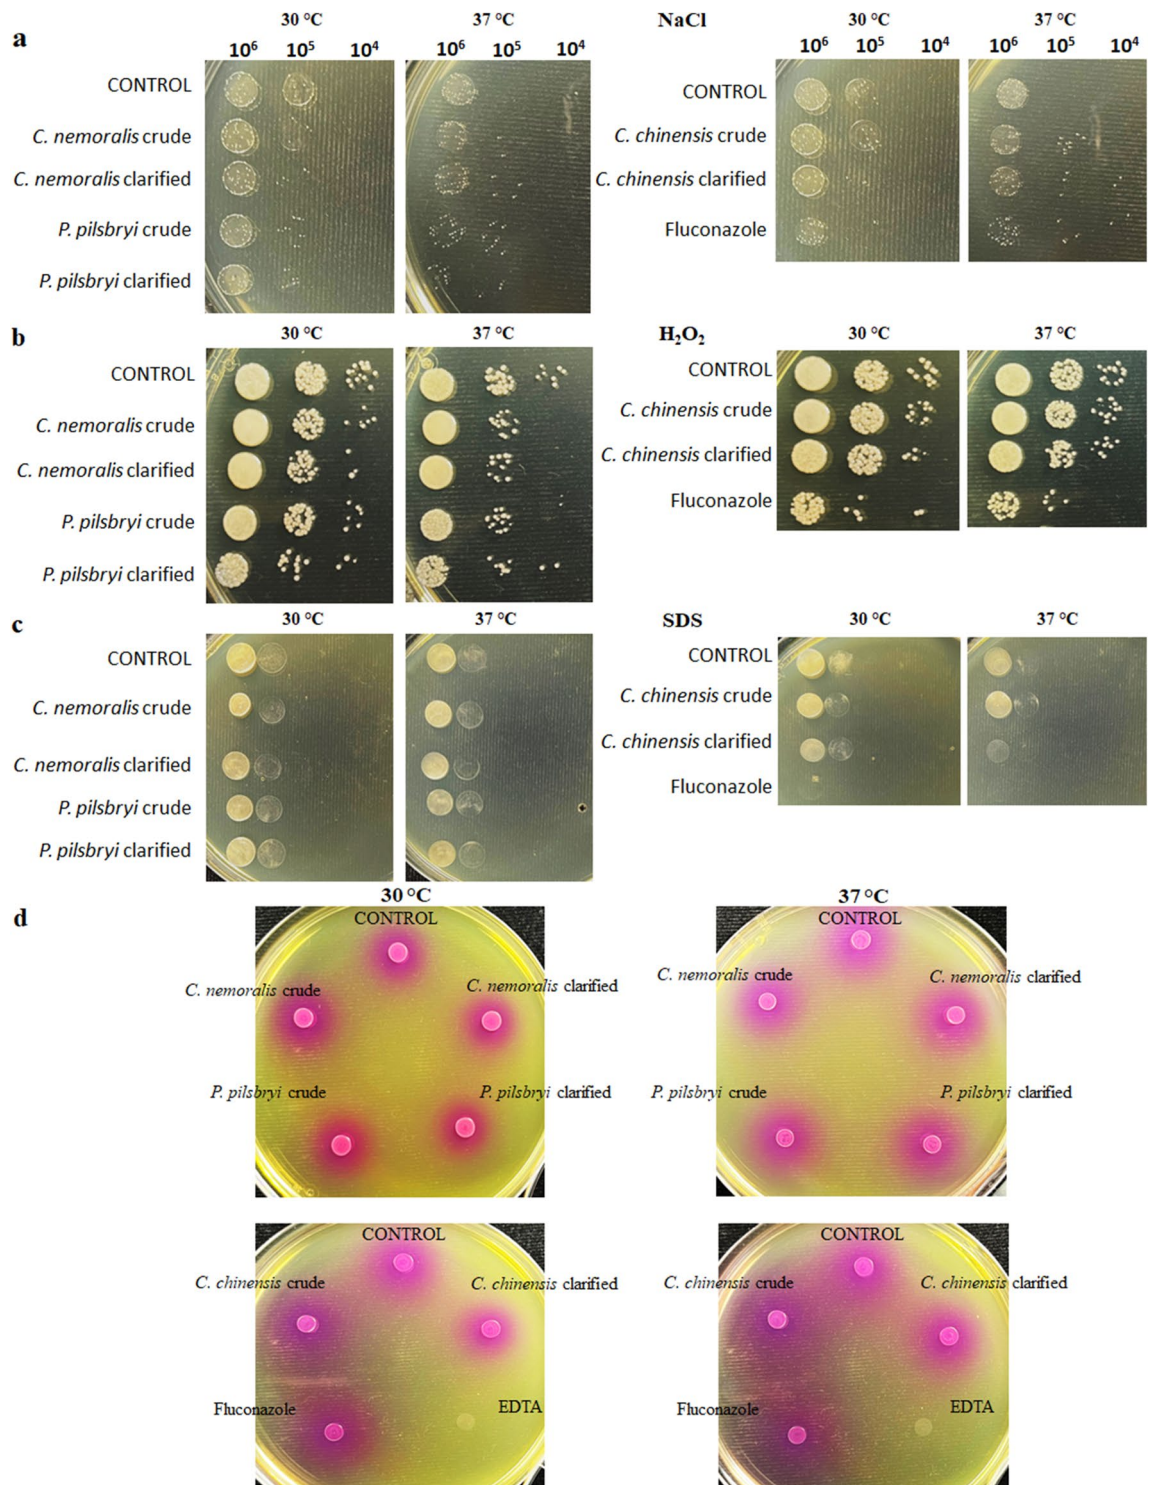 a
30 °C
37 °C
NaCl
30 °C
37 °C
10⁶ 10⁵ 10⁴
10⁶ 10⁵ 10⁴
10⁶ 10⁵ 10⁴
10⁶ 10⁵ 10⁴
CONTROL
C. nemoralis crude
C. nemoralis clarified
P. pilsbryi crude
P. pilsbryi clarified
CONTROL
C. chinensis crude
C. chinensis clarified
Fluconazole
b
30 °C
37 °C
H₂O₂
30 °C
37 °C
CONTROL
C. nemoralis crude
C. nemoralis clarified
P. pilsbryi crude
P. pilsbryi clarified
CONTROL
C. chinensis crude
C. chinensis clarified
Fluconazole
c
30 °C
37 °C
SDS
30 °C
37 °C
CONTROL
C. nemoralis crude
C. nemoralis clarified
P. pilsbryi crude
P. pilsbryi clarified
CONTROL
C. chinensis crude
C. chinensis clarified
Fluconazole
d
30 °C
CONTROL
C. nemoralis crude
C. nemoralis clarified
P. pilsbryi crude
P. pilsbryi clarified
37 °C
CONTROL
C. nemoralis crude
C. nemoralis clarified
P. pilsbryi crude
P. pilsbryi clarified
CONTROL
C. chinensis crude
C. chinensis clarified
Fluconazole
EDTA
CONTROL
C. chinensis crude
C. chinensis clarified
Fluconazole
EDTA